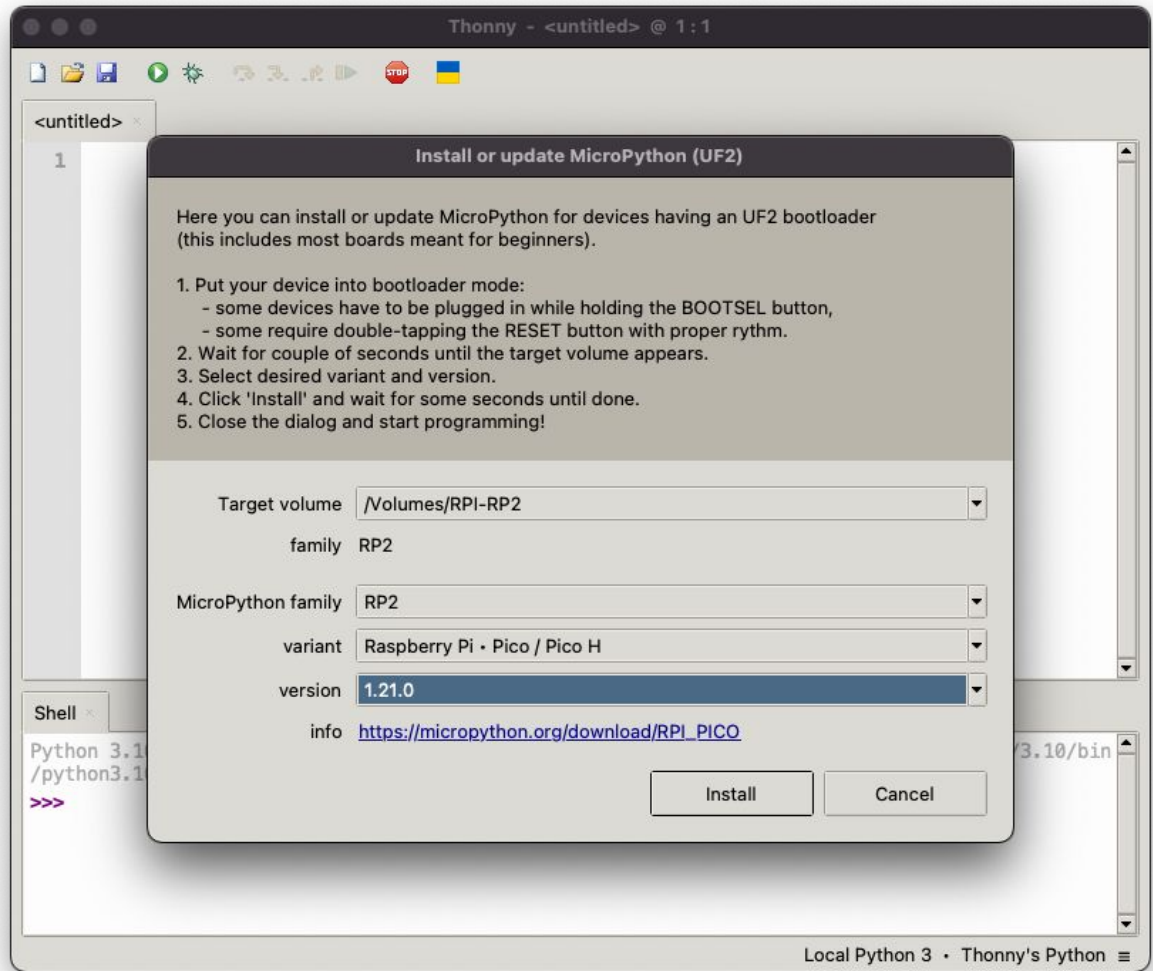 Thonny - <untitled> @ 1:1
STOP
<untitled>
1
Install or update MicroPython (UF2)
Here you can install or update MicroPython for devices having an UF2 bootloader
(this includes most boards meant for beginners).
1. Put your device into bootloader mode:
- some devices have to be plugged in while holding the BOOTSEL button,
- some require double-tapping the RESET button with proper rythm.
2. Wait for couple of seconds until the target volume appears.
3. Select desired variant and version.
4. Click 'Install' and wait for some seconds until done.
5. Close the dialog and start programming!
Target volume /Volumes/RPI-RP2
family RP2
MicroPython family RP2
variant Raspberry Pi • Pico / Pico H
version 1.21.0
info https://micropython.org/download/RPI_PICO
Install Cancel
Shell
Python 3.1 /3.10/bin
/python3.1
>>>
Local Python 3 • Thonny's Python ≡